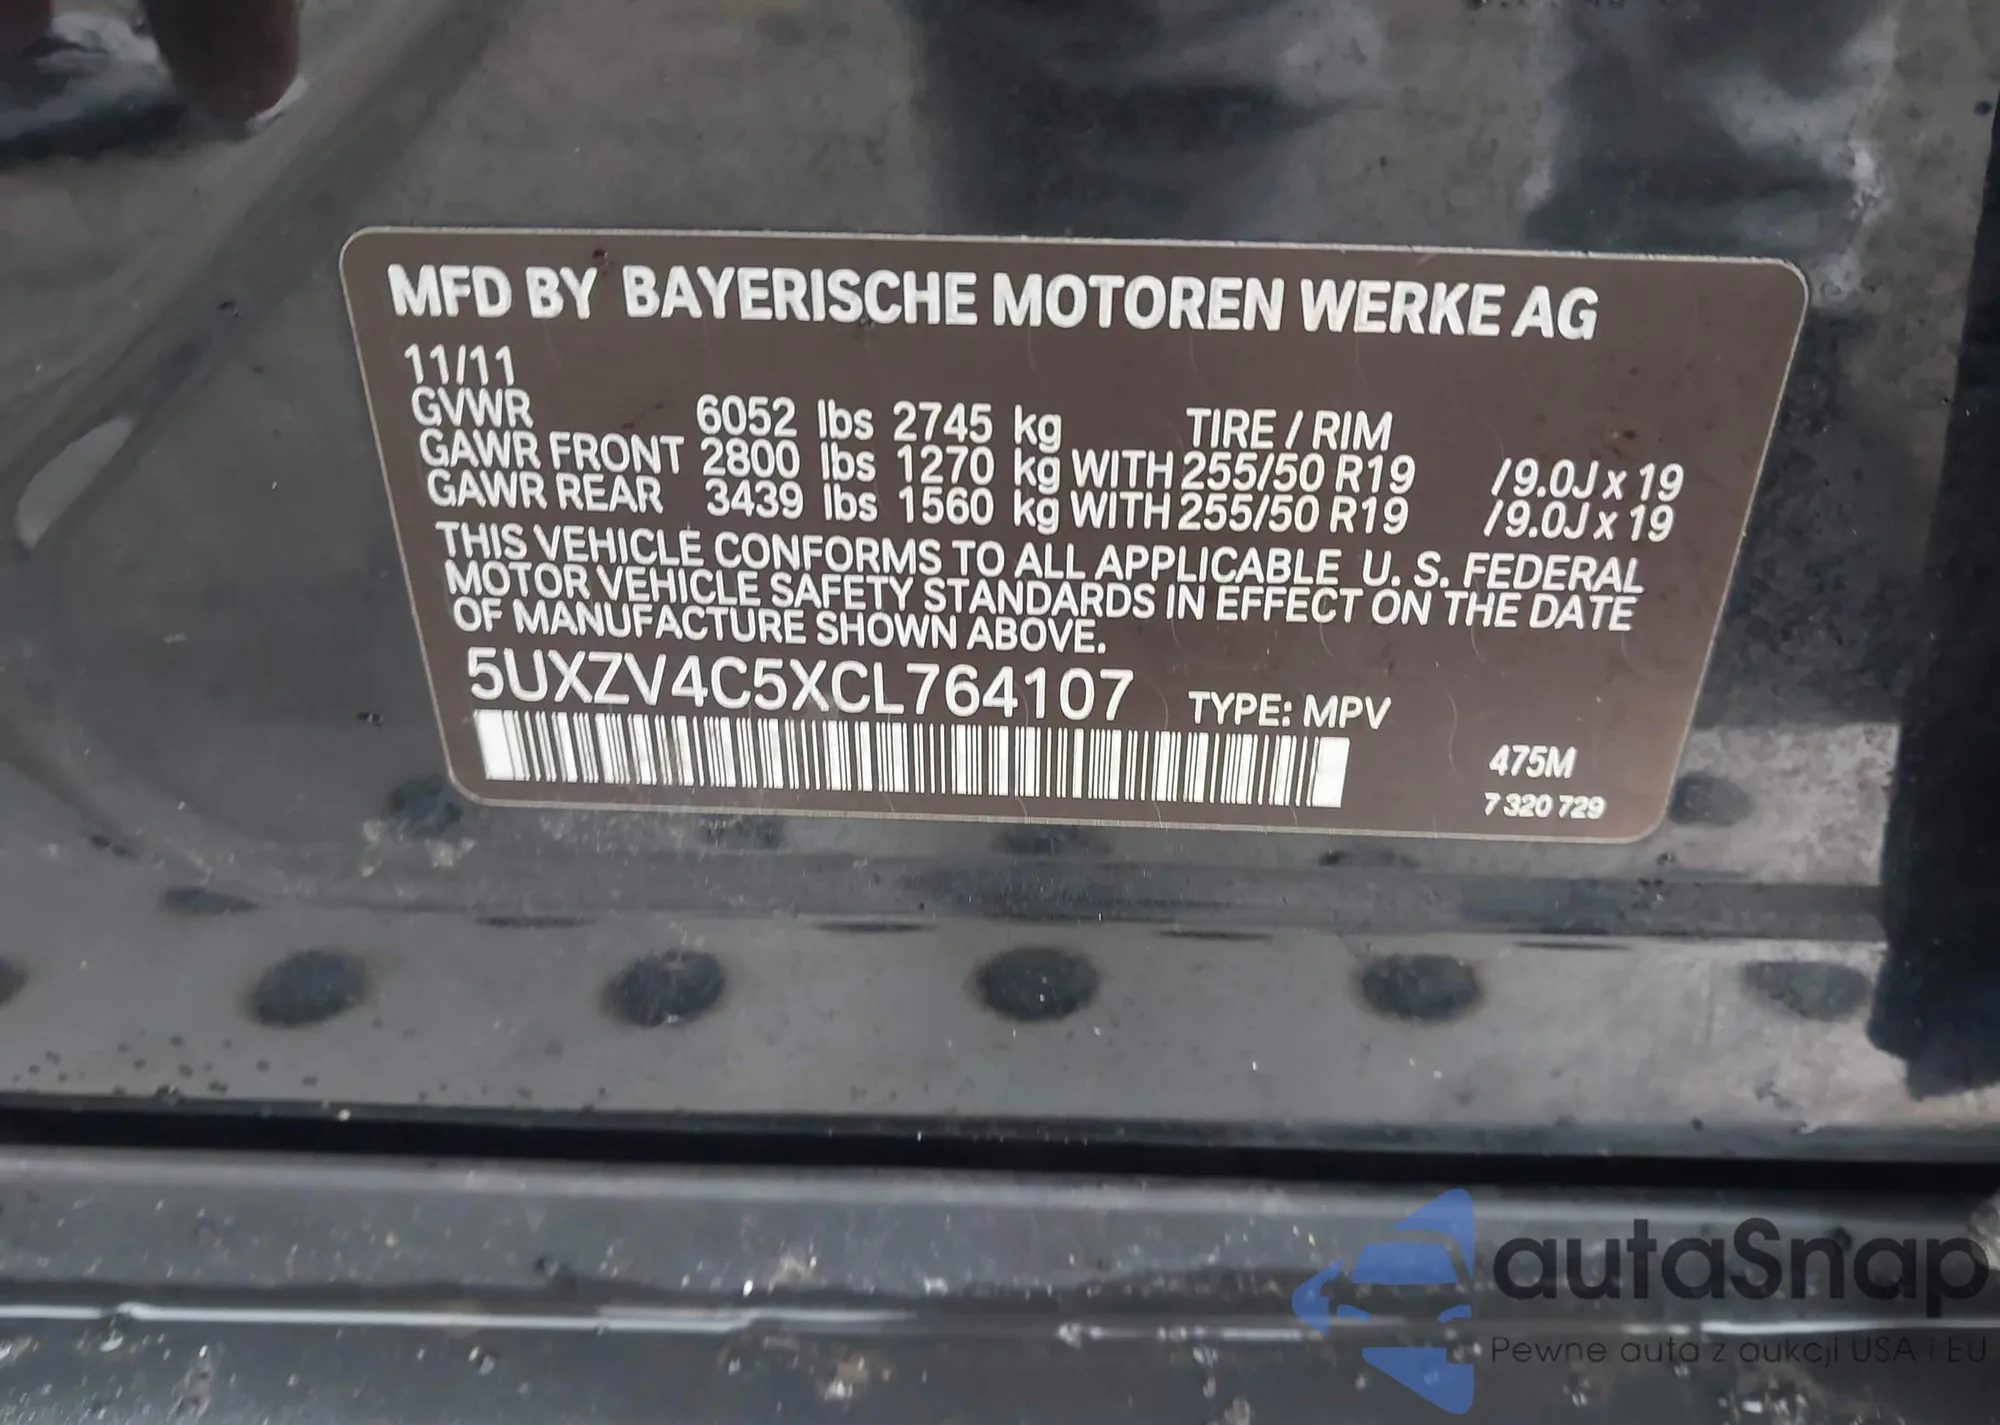 MFD BY BAYERISCHE MOTOREN WERKE AG
11/11
GVWR 6052 lbs 2745 kg TIRE / RIM
GAWR FRONT 2800 lbs 1270 kg WITH 255/50 R19 /9.0J x 19
GAWR REAR 3439 lbs 1560 kg WITH 255/50 R19 /9.0J x 19
THIS VEHICLE CONFORMS TO ALL APPLICABLE U. S. FEDERAL
MOTOR VEHICLE SAFETY STANDARDS IN EFFECT ON THE DATE
OF MANUFACTURE SHOWN ABOVE.
5UXZV4C5XCL764107 TYPE: MPV
475M
7 320 729
autaSnap
Pewne auta z aukcji USA i EU